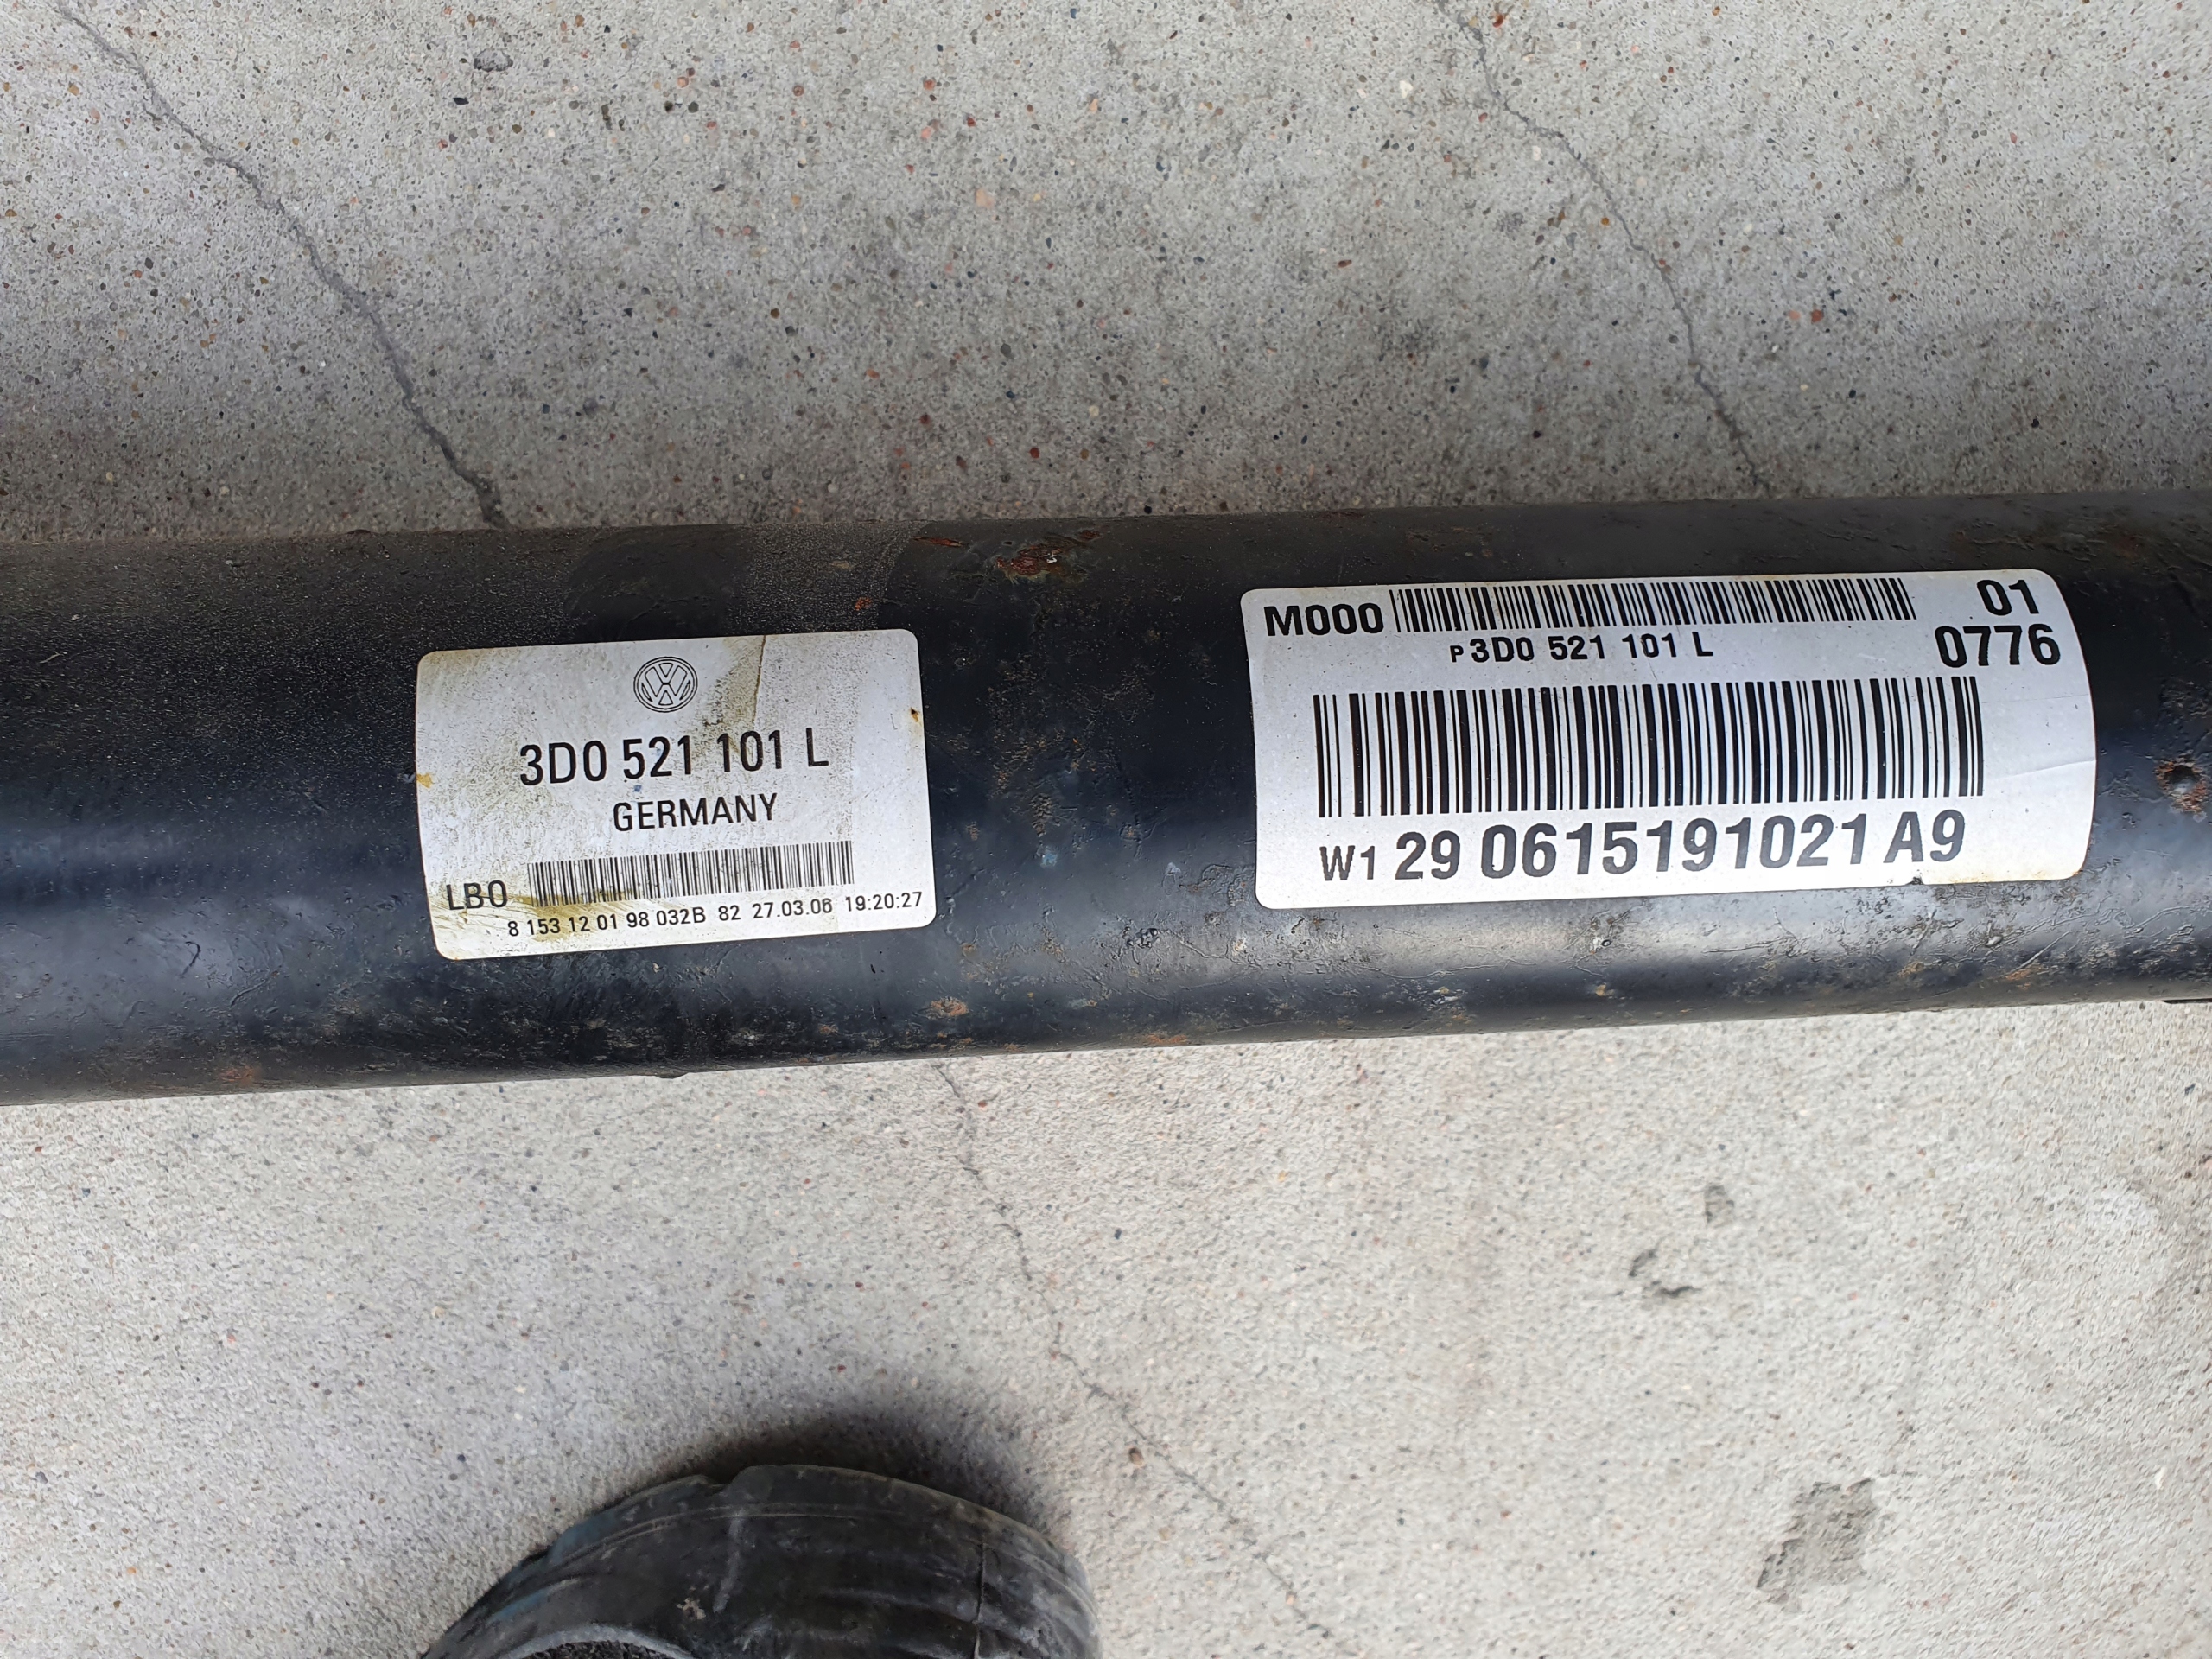 3D0 521 101 L
GERMANY
LBO
8 153 12 01 98 032B 82 27.03.06 19:20:27
M000
01
P3D0 521 101 L
0776
W1 29 0615191021 A9